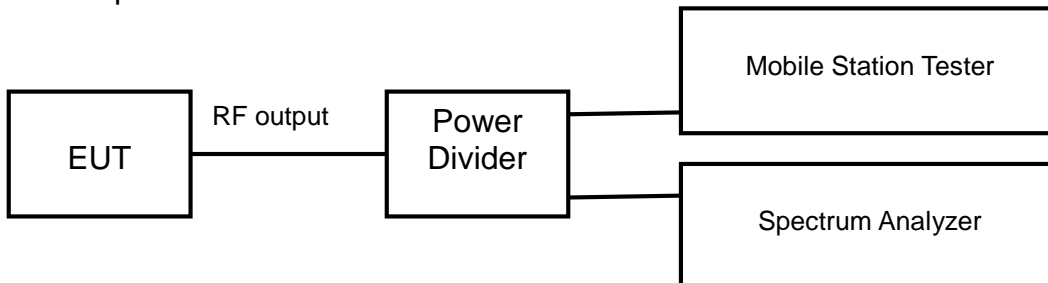 Mobile Station Tester
RF output
EUT
Power
Divider
Spectrum Analyzer